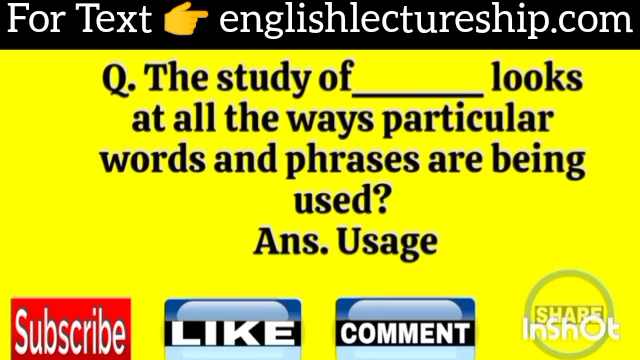 For Text 👉 englishlectureship.com
Q. The study of______ looks
at all the ways particular
words and phrases are being
used?
Ans. Usage
Subscribe
LIKE
COMMENT
SHARE
InShOt